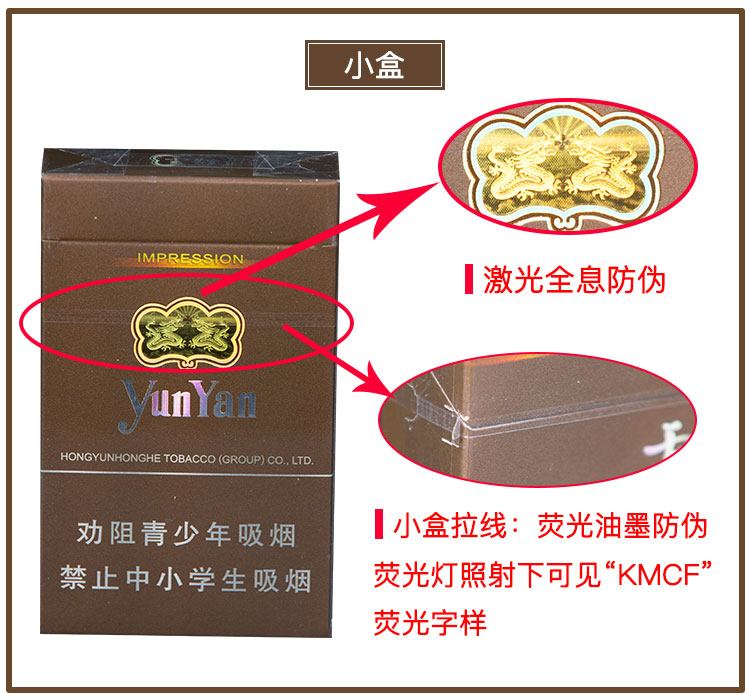 小盒
IMPRESSION
YunYan
HONGYUNHONGHE TOBACCO (GROUP) CO., LTD.
劝阻青少年吸烟
禁止中小学生吸烟
激光全息防伪
小盒拉线：荧光油墨防伪
荧光灯照射下可见“KMCF”
荧光字样